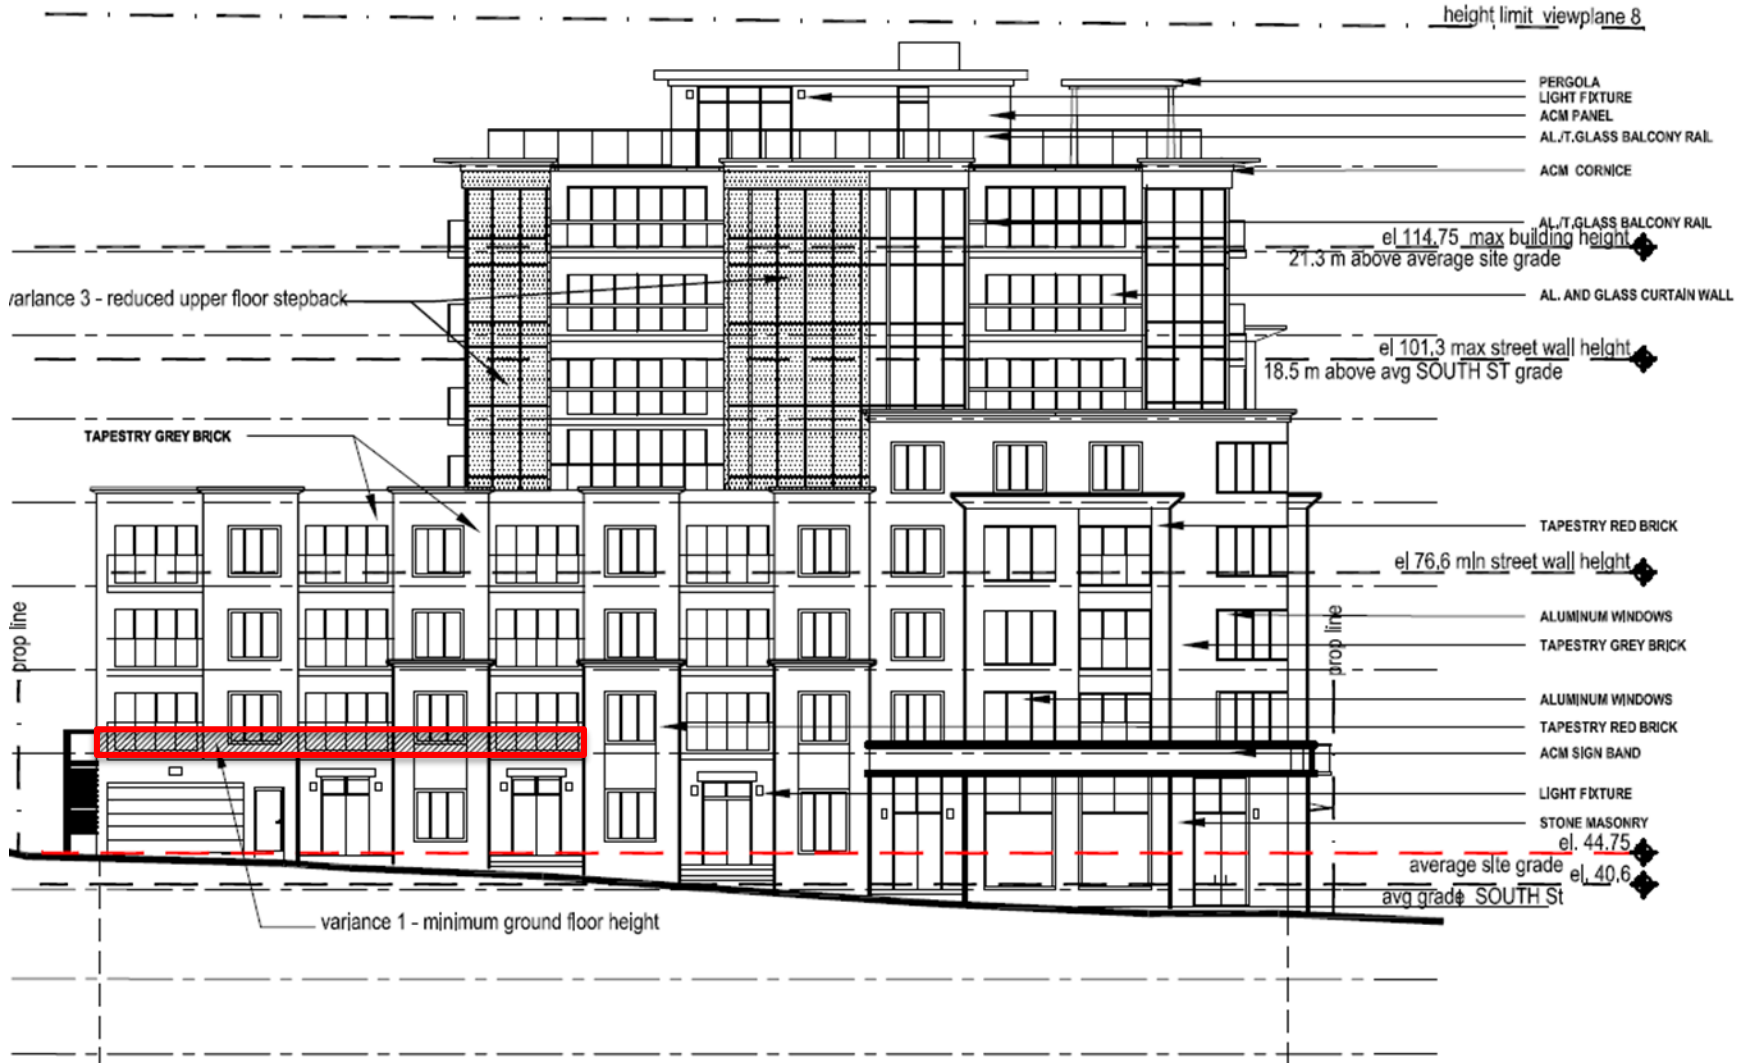 height limit viewplane 8
PERGOLA
LIGHT FIXTURE
ACM PANEL
AL./T.GLASS BALCONY RAIL
ACM CORNICE
AL./T.GLASS BALCONY RAIL
el 114.75 max building height
21.3 m above average site grade
variance 3 - reduced upper floor stepback
AL. AND GLASS CURTAIN WALL
el 101.3 max street wall height
18.5 m above avg SOUTH ST grade
TAPESTRY GREY BRICK
TAPESTRY RED BRICK
el 76.6 min street wall height
prop line
prop line
ALUMINUM WINDOWS
TAPESTRY GREY BRICK
ALUMINUM WINDOWS
TAPESTRY RED BRICK
ACM SIGN BAND
LIGHT FIXTURE
STONE MASONRY
el. 44.75
average site grade
el. 40.6
avg grade SOUTH St
variance 1 - minimum ground floor height